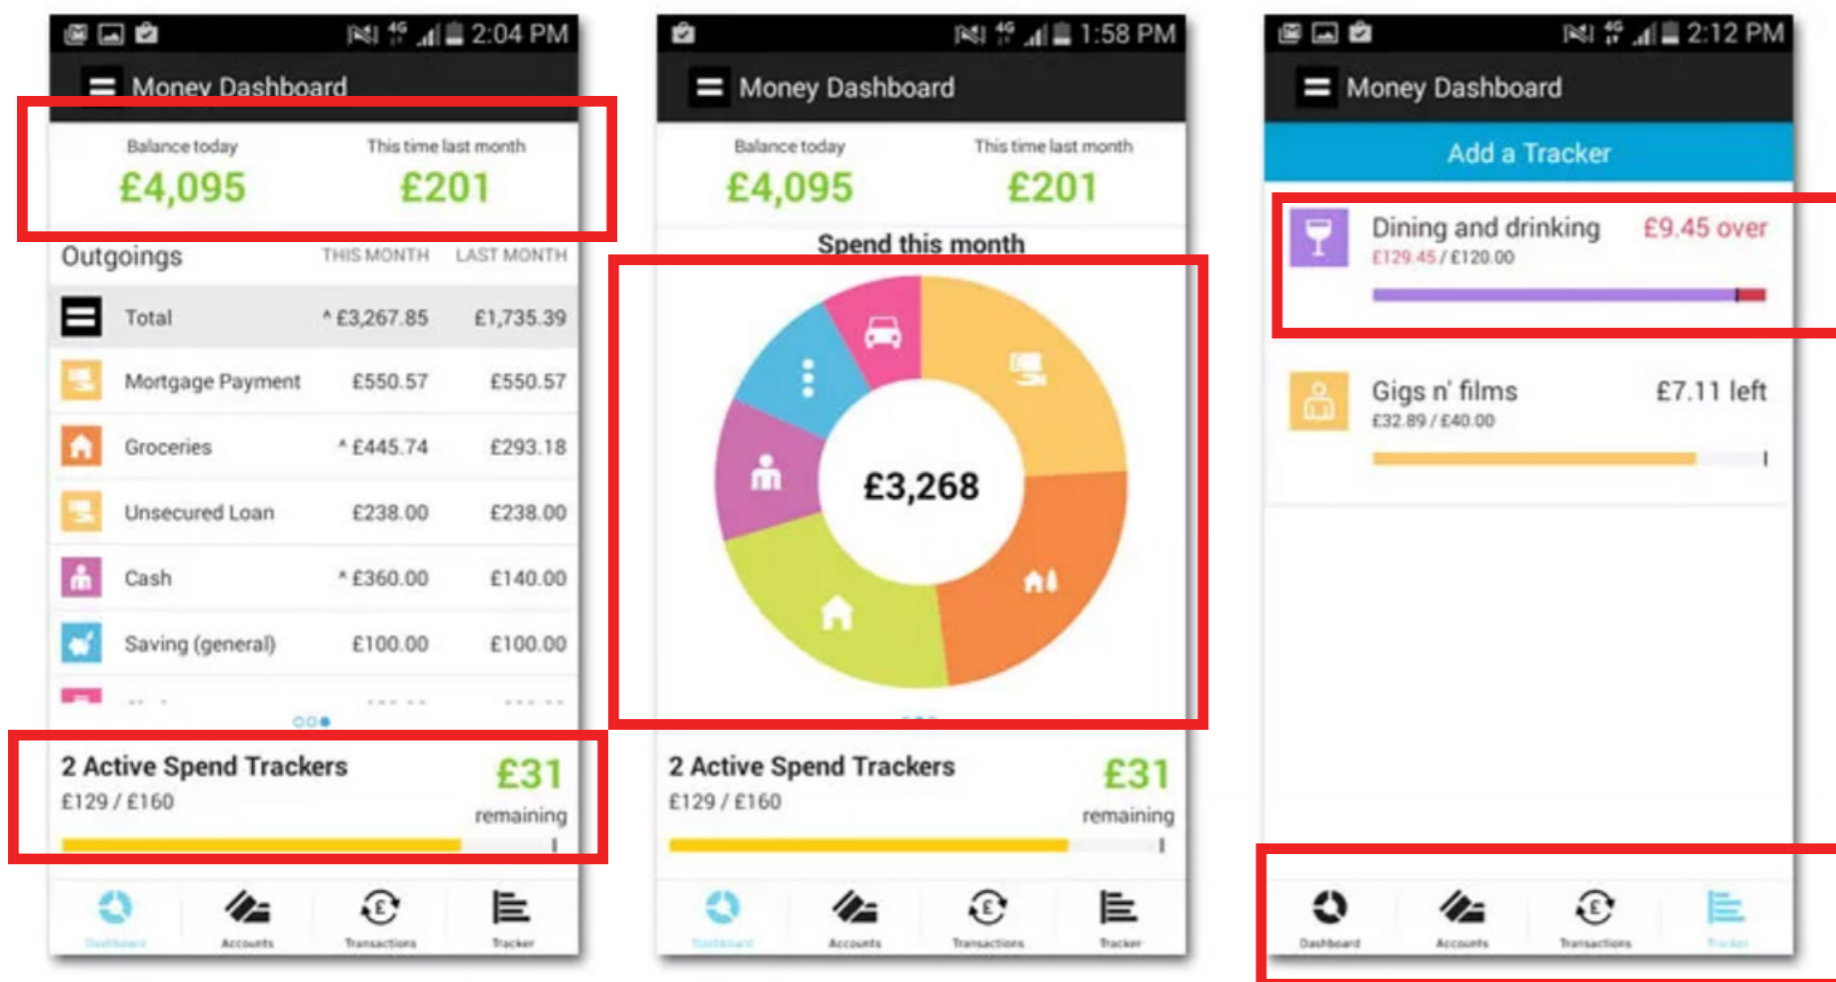 4G 2:04 PM
Money Dashboard
Balance today This time last month
£4,095 £201
Outgoings THIS MONTH LAST MONTH
Total ^ £3,267.85 £1,735.39
Mortgage Payment £550.57 £550.57
Groceries ^ £445.74 £293.18
Unsecured Loan £238.00 £238.00
Cash ^ £360.00 £140.00
Saving (general) £100.00 £100.00
2 Active Spend Trackers £31
£129 / £160 remaining
Dashboard Accounts Transactions Tracker
4G 1:58 PM
Money Dashboard
Balance today This time last month
£4,095 £201
Spend this month
£3,268
2 Active Spend Trackers £31
£129 / £160 remaining
Dashboard Accounts Transactions Tracker
4G 2:12 PM
Money Dashboard
Add a Tracker
Dining and drinking £9.45 over
£129.45 / £120.00
Gigs n' films £7.11 left
£32.89 / £40.00
Dashboard Accounts Transactions Tracker